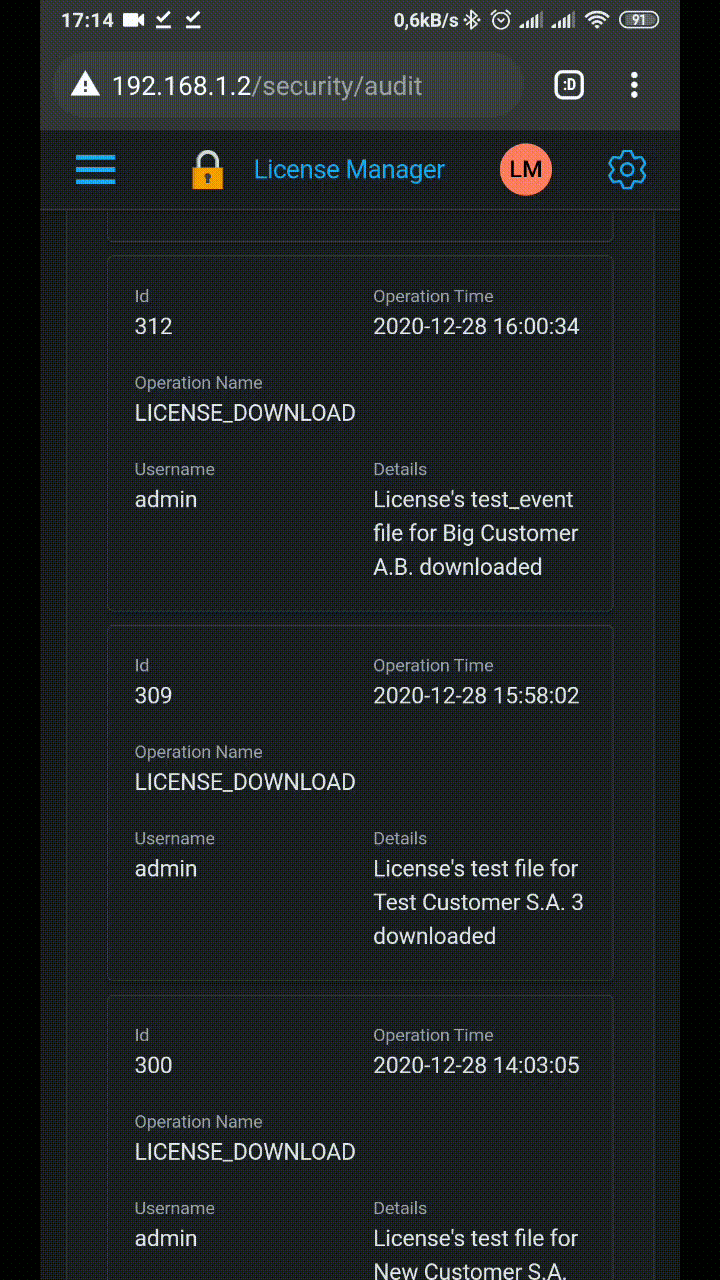 17:14 0,6kB/s 91
192.168.1.2/security/audit :D
License Manager LM
Id Operation Time
312 2020-12-28 16:00:34
Operation Name
LICENSE_DOWNLOAD
Username Details
admin License's test_event
file for Big Customer
A.B. downloaded
Id Operation Time
309 2020-12-28 15:58:02
Operation Name
LICENSE_DOWNLOAD
Username Details
admin License's test file for
Test Customer S.A. 3
downloaded
Id Operation Time
300 2020-12-28 14:03:05
Operation Name
LICENSE_DOWNLOAD
Username Details
admin License's test file for
New Customer S.A.